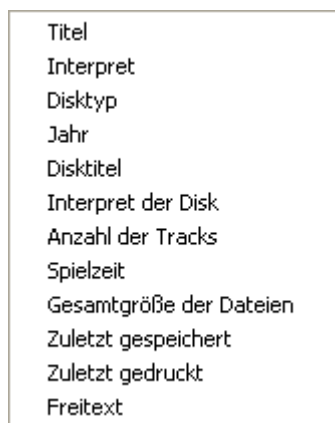 Titel
Interpret
Disktyp
Jahr
Disktitel
Interpret der Disk
Anzahl der Tracks
Spielzeit
Gesamtgröße der Dateien
Zuletzt gespeichert
Zuletzt gedruckt
Freitext